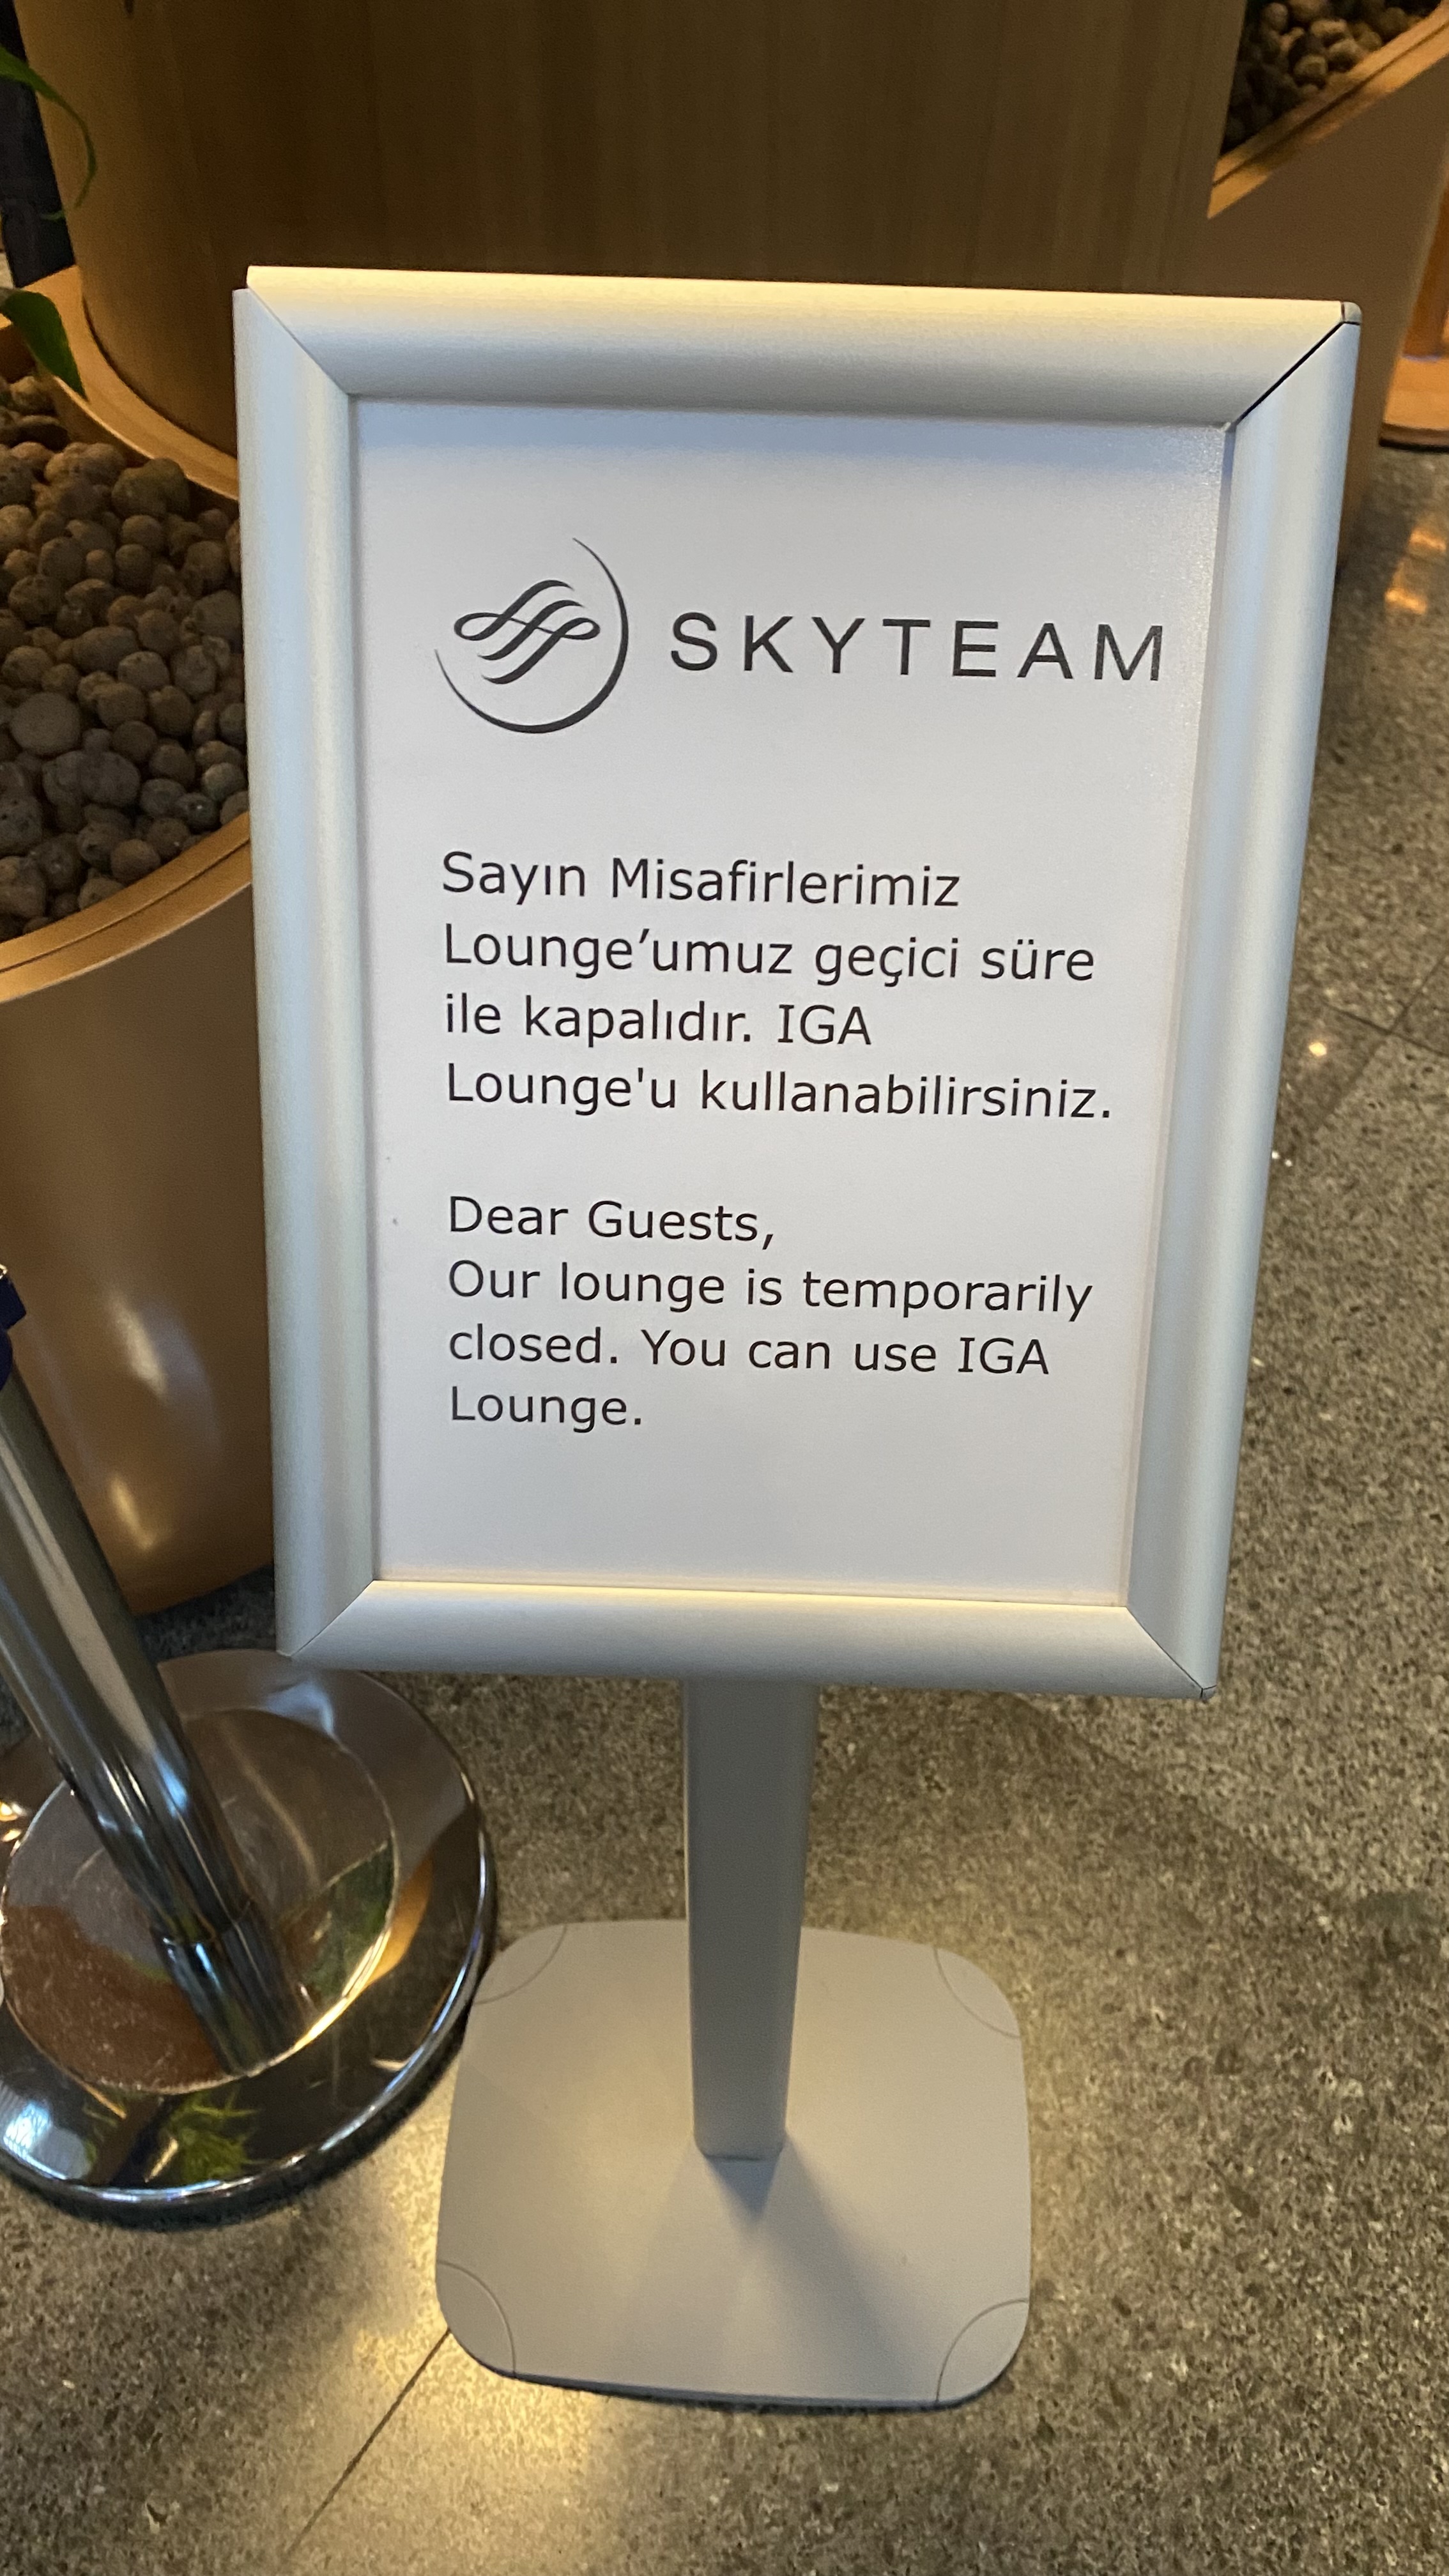 SKYTEAM
Sayın Misafirlerimiz
Lounge’umuz geçici süre
ile kapalıdır. IGA
Lounge'u kullanabilirsiniz.
Dear Guests,
Our lounge is temporarily
closed. You can use IGA
Lounge.